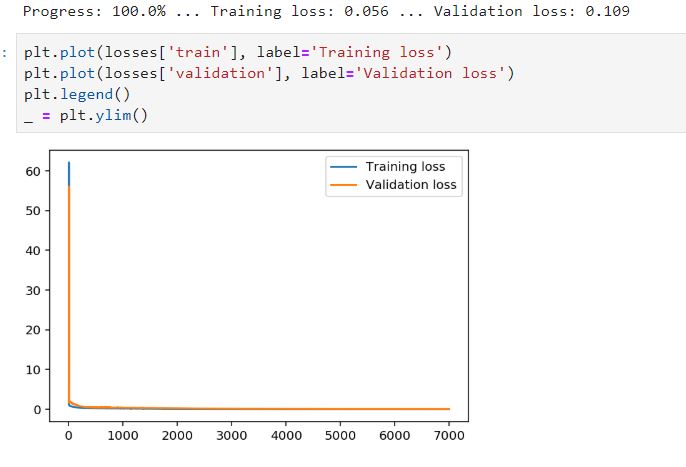 Progress: 100.0% ... Training loss: 0.056 ... Validation loss: 0.109
: plt.plot(losses['train'], label='Training loss')
plt.plot(losses['validation'], label='Validation loss')
plt.legend()
_ = plt.ylim()
Training loss
Validation loss
60
50
40
30
20
10
0
0 1000 2000 3000 4000 5000 6000 7000